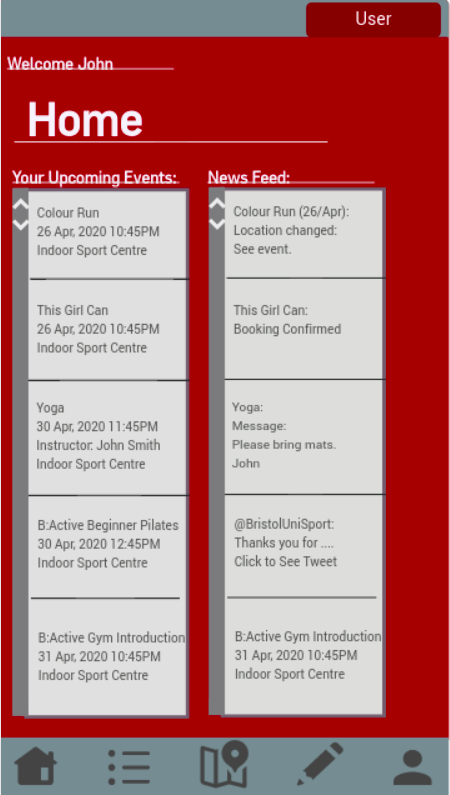 User
Welcome John
Home
Your Upcoming Events:
Colour Run
26 Apr, 2020 10:45PM
Indoor Sport Centre
This Girl Can
26 Apr, 2020 10:45PM
Indoor Sport Centre
Yoga
30 Apr, 2020 11:45PM
Instructor: John Smith
Indoor Sport Centre
B:Active Beginner Pilates
30 Apr, 2020 12:45PM
Indoor Sport Centre
B:Active Gym Introduction
31 Apr, 2020 10:45PM
Indoor Sport Centre
News Feed:
Colour Run (26/Apr):
Location changed:
See event.
This Girl Can:
Booking Confirmed
Yoga:
Message:
Please bring mats.
John
@BristolUniSport:
Thanks you for ....
Click to See Tweet
B:Active Gym Introduction
31 Apr, 2020 10:45PM
Indoor Sport Centre